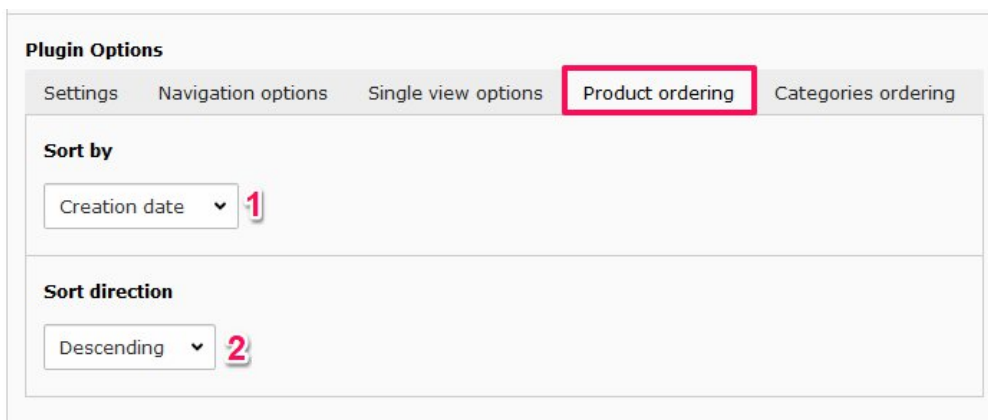 Plugin Options
Settings Navigation options Single view options Product ordering Categories ordering
Sort by
Creation date 1
Sort direction
Descending 2